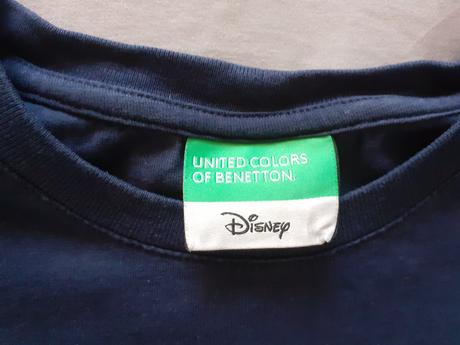 UNITED COLORS
OF BENETTON.
Disney